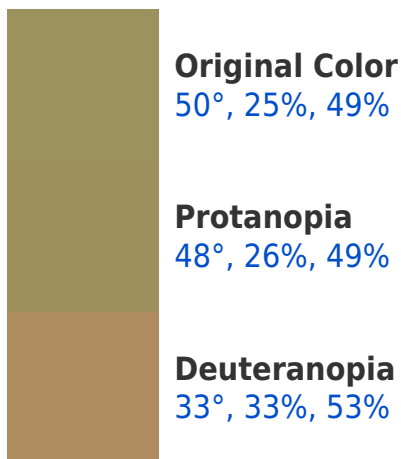 Original Color
50°, 25%, 49%
Protanopia
48°, 26%, 49%
Deuteranopia
33°, 33%, 53%